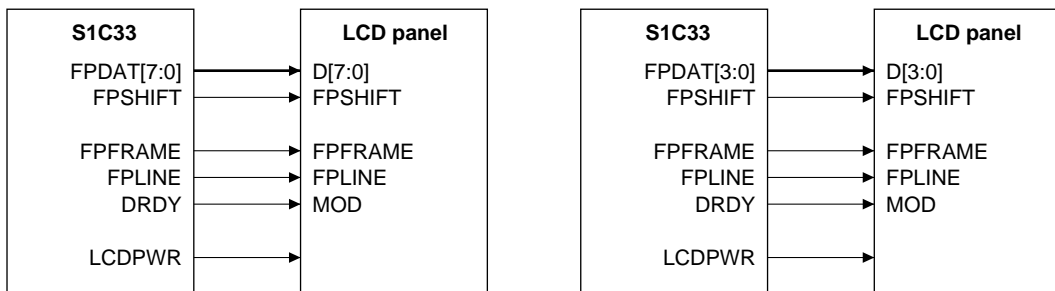 S1C33 LCD panel
FPDAT[7:0] D[7:0]
FPSHIFT FPSHIFT
FPFRAME FPFRAME
FPLINE FPLINE
DRDY MOD
LCDPWR
S1C33 LCD panel
FPDAT[3:0] D[3:0]
FPSHIFT FPSHIFT
FPFRAME FPFRAME
FPLINE FPLINE
DRDY MOD
LCDPWR